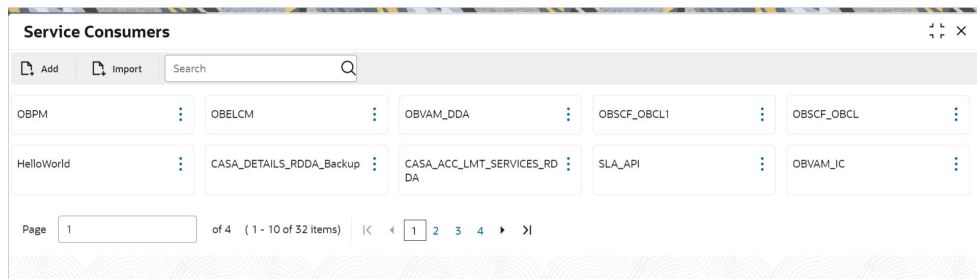 Service Consumers
Add Import Search
OBPM OBELCM OBVAM_DDA OBSCF_OBCL1 OBSCF_OBCL
HelloWorld CASA_DETAILS_RDDA_Backup CASA_ACC_LMT_SERVICES_RD SLA_API OBVAM_IC
DA
Page 1 of 4 ( 1 - 10 of 32 items) 1 2 3 4